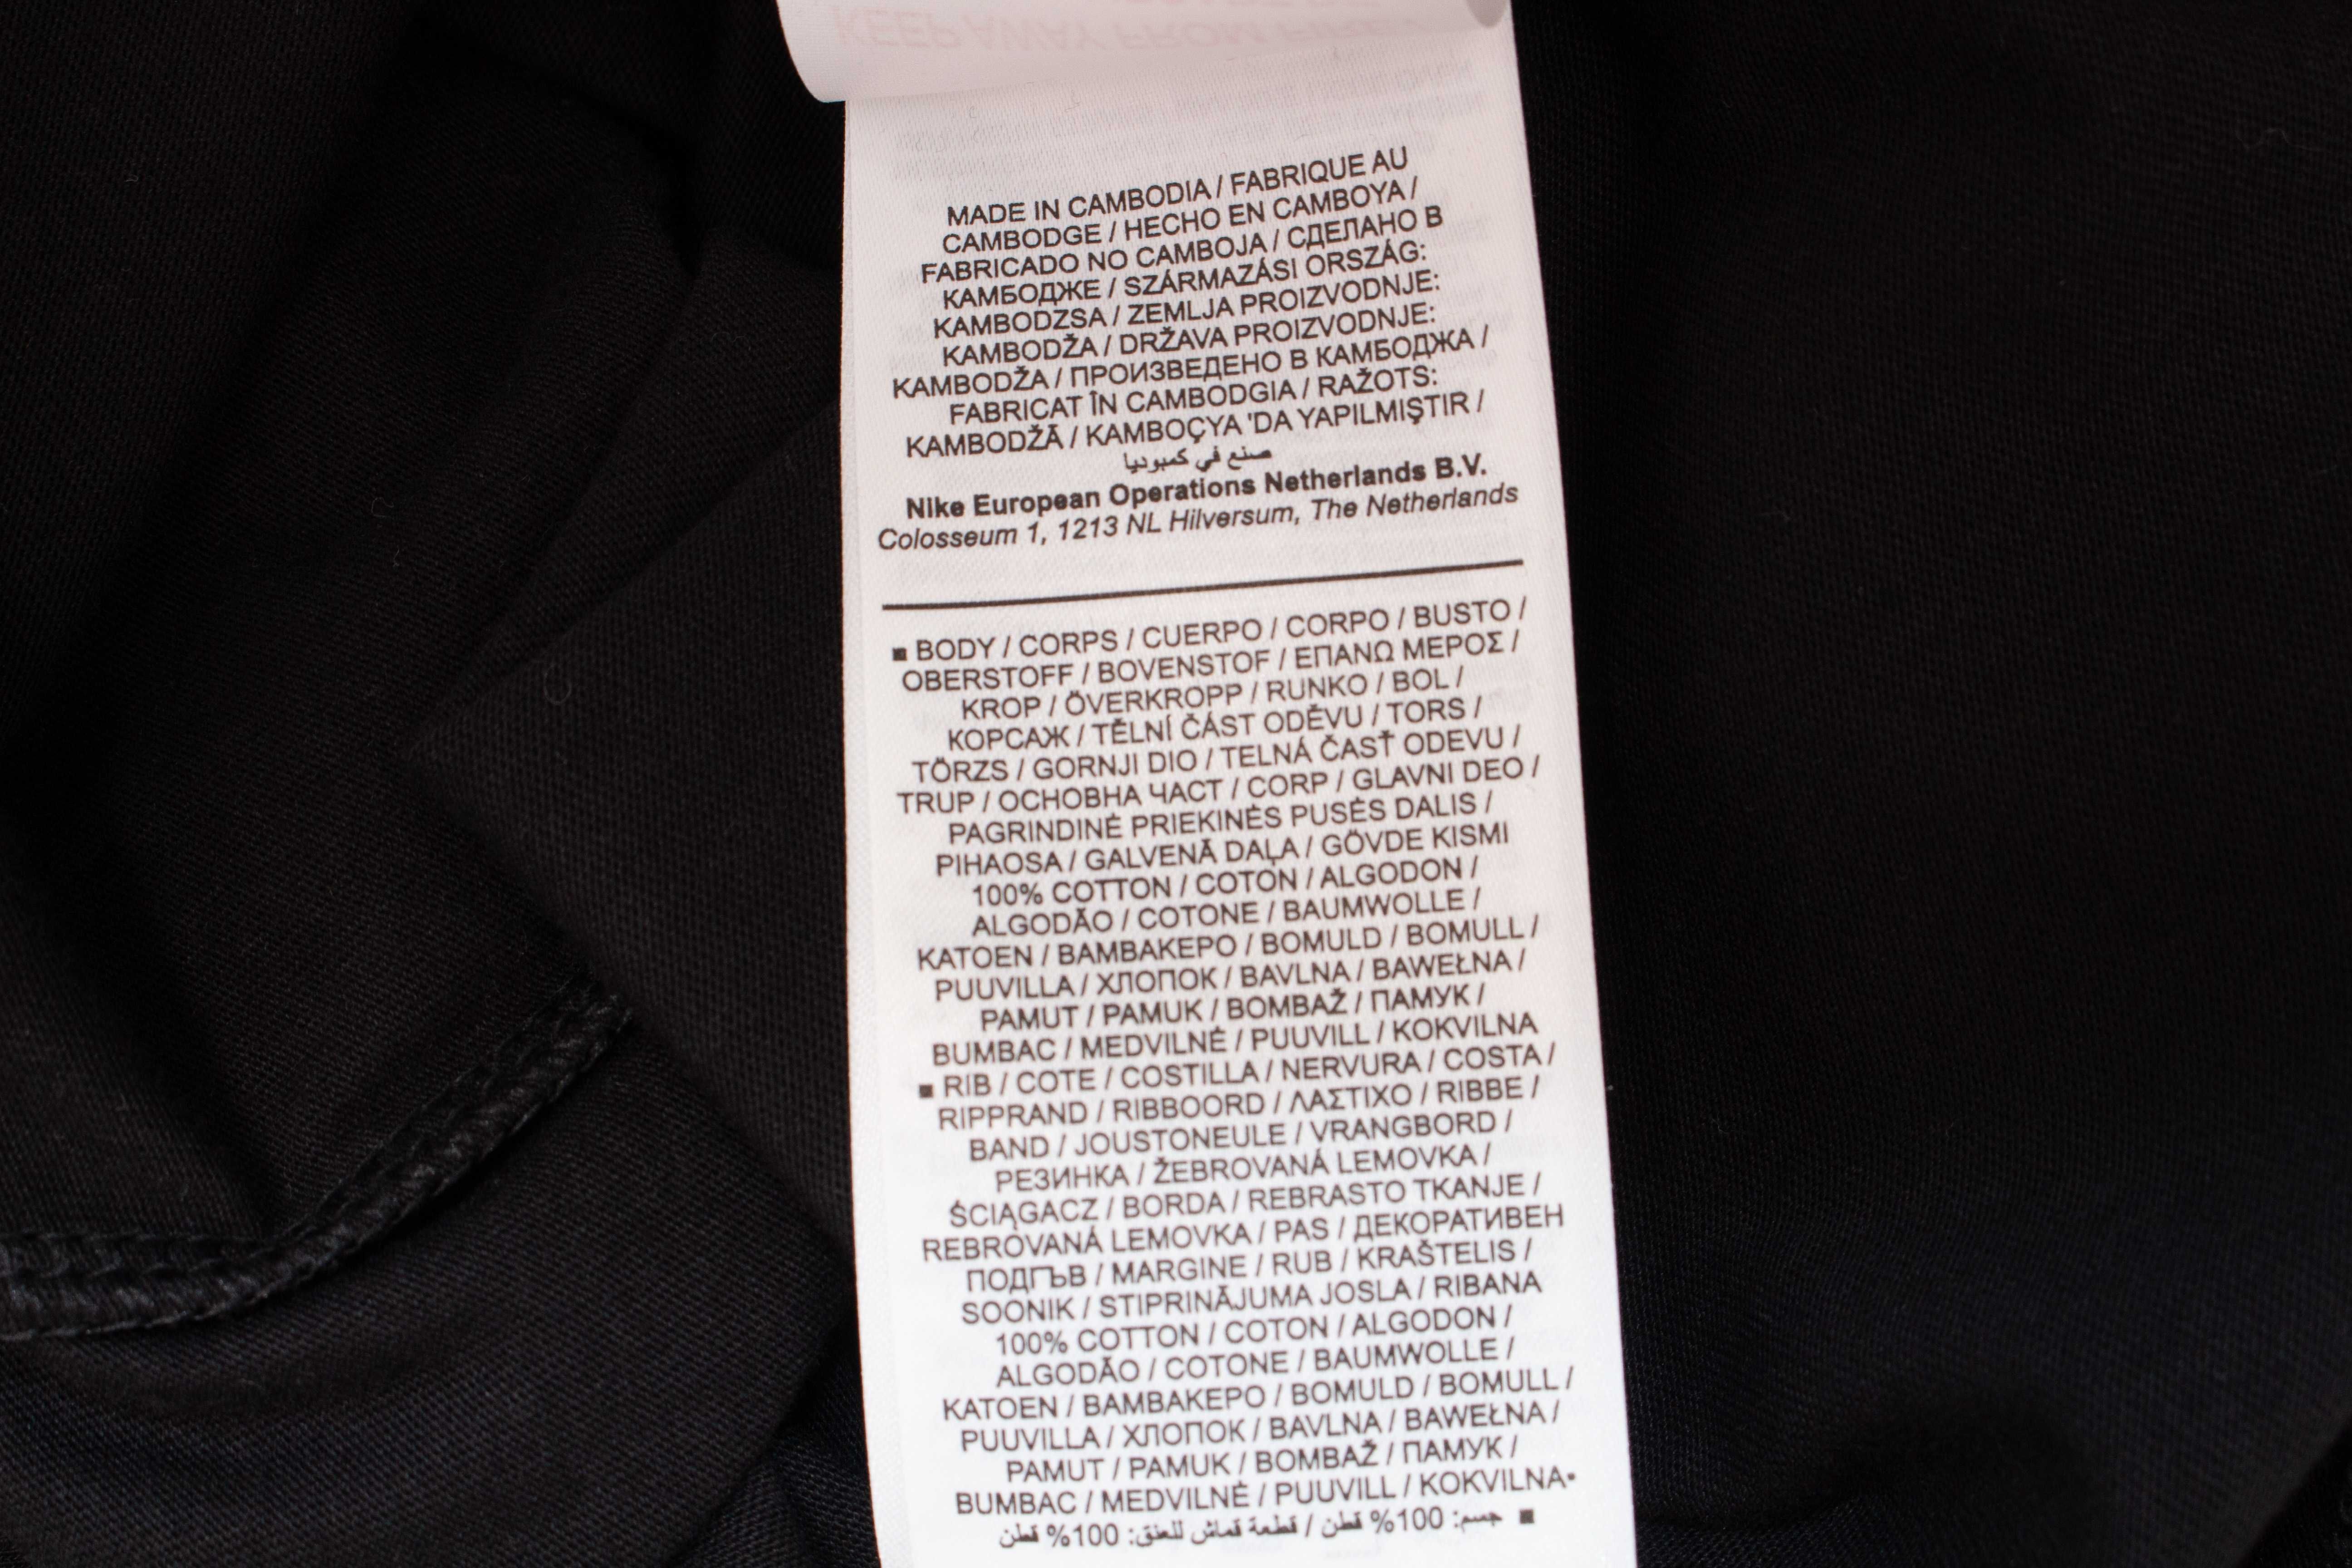 KEEP AWAY FROM FIRE
MADE IN CAMBODIA / FABRIQUE AU
CAMBODGE / HECHO EN CAMBOYA /
FABRICADO NO CAMBOJA / СДЕЛАНО В
КАМБОДЖЕ / SZÁRMAZÁSI ORSZÁG:
KAMBODZSA / ZEMLJA PROIZVODNJE:
KAMBODŽA / DRŽAVA PROIZVODNJE:
KAMBODŽA / ПРОИЗВЕДЕНО В КАМБОДЖА /
FABRICAT ÎN CAMBODGIA / RAŽOTS:
KAMBODŽĀ / KAMBOÇYA 'DA YAPILMIŞTIR /
صنع في كمبوديا
Nike European Operations Netherlands B.V.
Colosseum 1, 1213 NL Hilversum, The Netherlands
■ BODY / CORPS / CUERPO / CORPO / BUSTO /
OBERSTOFF / BOVENSTOF / ΕΠΑΝΩ ΜΕΡΟΣ /
KROP / ÖVERKROPP / RUNKO / BOL /
КОРСАЖ / TĚLNÍ ČÁST ODĚVU / TORS /
TÖRZS / GORNJI DIO / TELNÁ ČASŤ ODEVU /
TRUP / ОСНОВНА ЧАСТ / CORP / GLAVNI DEO /
PAGRINDINĖ PRIEKINĖS PUSĖS DALIS /
PIHAOSA / GALVENĀ DAĻA / GÖVDE KISMI
100% COTTON / COTON / ALGODON /
ALGODÃO / COTONE / BAUMWOLLE /
KATOEN / ΒΑΜΒΑΚΕΡΟ / BOMULD / BOMULL /
PUUVILLA / ХЛОПОК / BAVLNA / BAWEŁNA /
PAMUT / PAMUK / BOMBAŽ / ПАМУК /
BUMBAC / MEDVILNĖ / PUUVILL / KOKVILNA
■ RIB / COTE / COSTILLA / NERVURA / COSTA /
RIPPRAND / RIBBOORD / ΛΑΣΤΙΧΟ / RIBBE /
BAND / JOUSTONEULE / VRANGBORD /
РЕЗИНКА / ŽEBROVANÁ LEMOVKA /
ŚCIĄGACZ / BORDA / REBRASTO TKANJE /
REBROVANÁ LEMOVKA / PAS / ДЕКОРАТИВЕН
ПОДГЪВ / MARGINE / RUB / KRAŠTELIS /
SOONIK / STIPRINĀJUMA JOSLA / RIBANA
100% COTTON / COTON / ALGODON /
ALGODÃO / COTONE / BAUMWOLLE /
KATOEN / ΒΑΜΒΑΚΕΡΟ / BOMULD / BOMULL /
PUUVILLA / ХЛОПОК / BAVLNA / BAWEŁNA /
PAMUT / PAMUK / BOMBAŽ / ПАМУК /
BUMBAC / MEDVILNĖ / PUUVILL / KOKVILNA▪
■ جسم: 100% قطن / قطعة قماش للعنق: 100% قطن